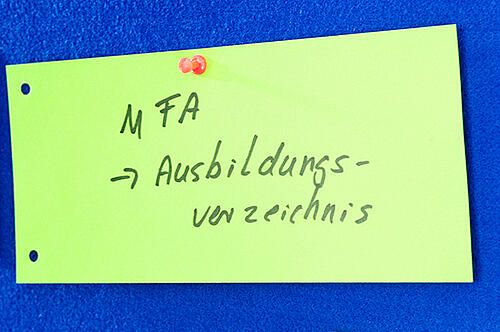 MFA
→ Ausbildungs-
verzeichnis